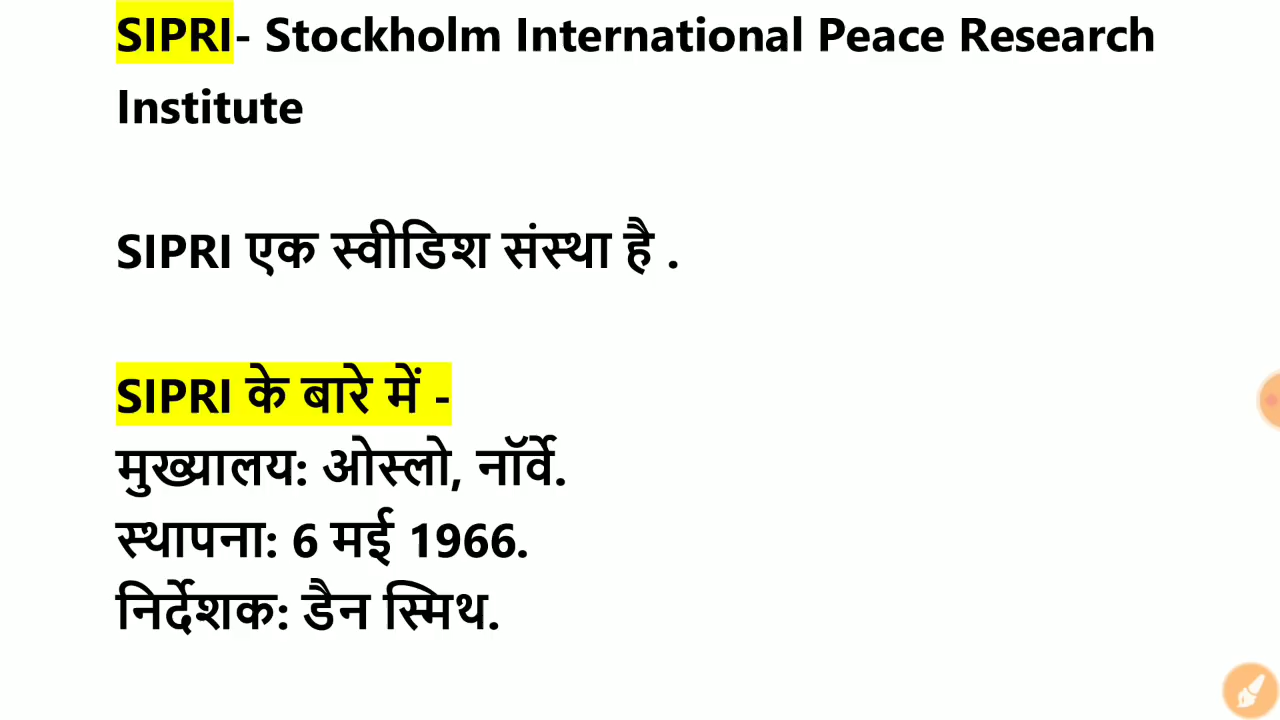 SIPRI- Stockholm International Peace Research
Institute
SIPRI एक स्वीडिश संस्था है .
SIPRI के बारे में -
मुख्यालय: ओस्लो, नॉर्वे.
स्थापना: 6 मई 1966.
निर्देशक: डैन स्मिथ.